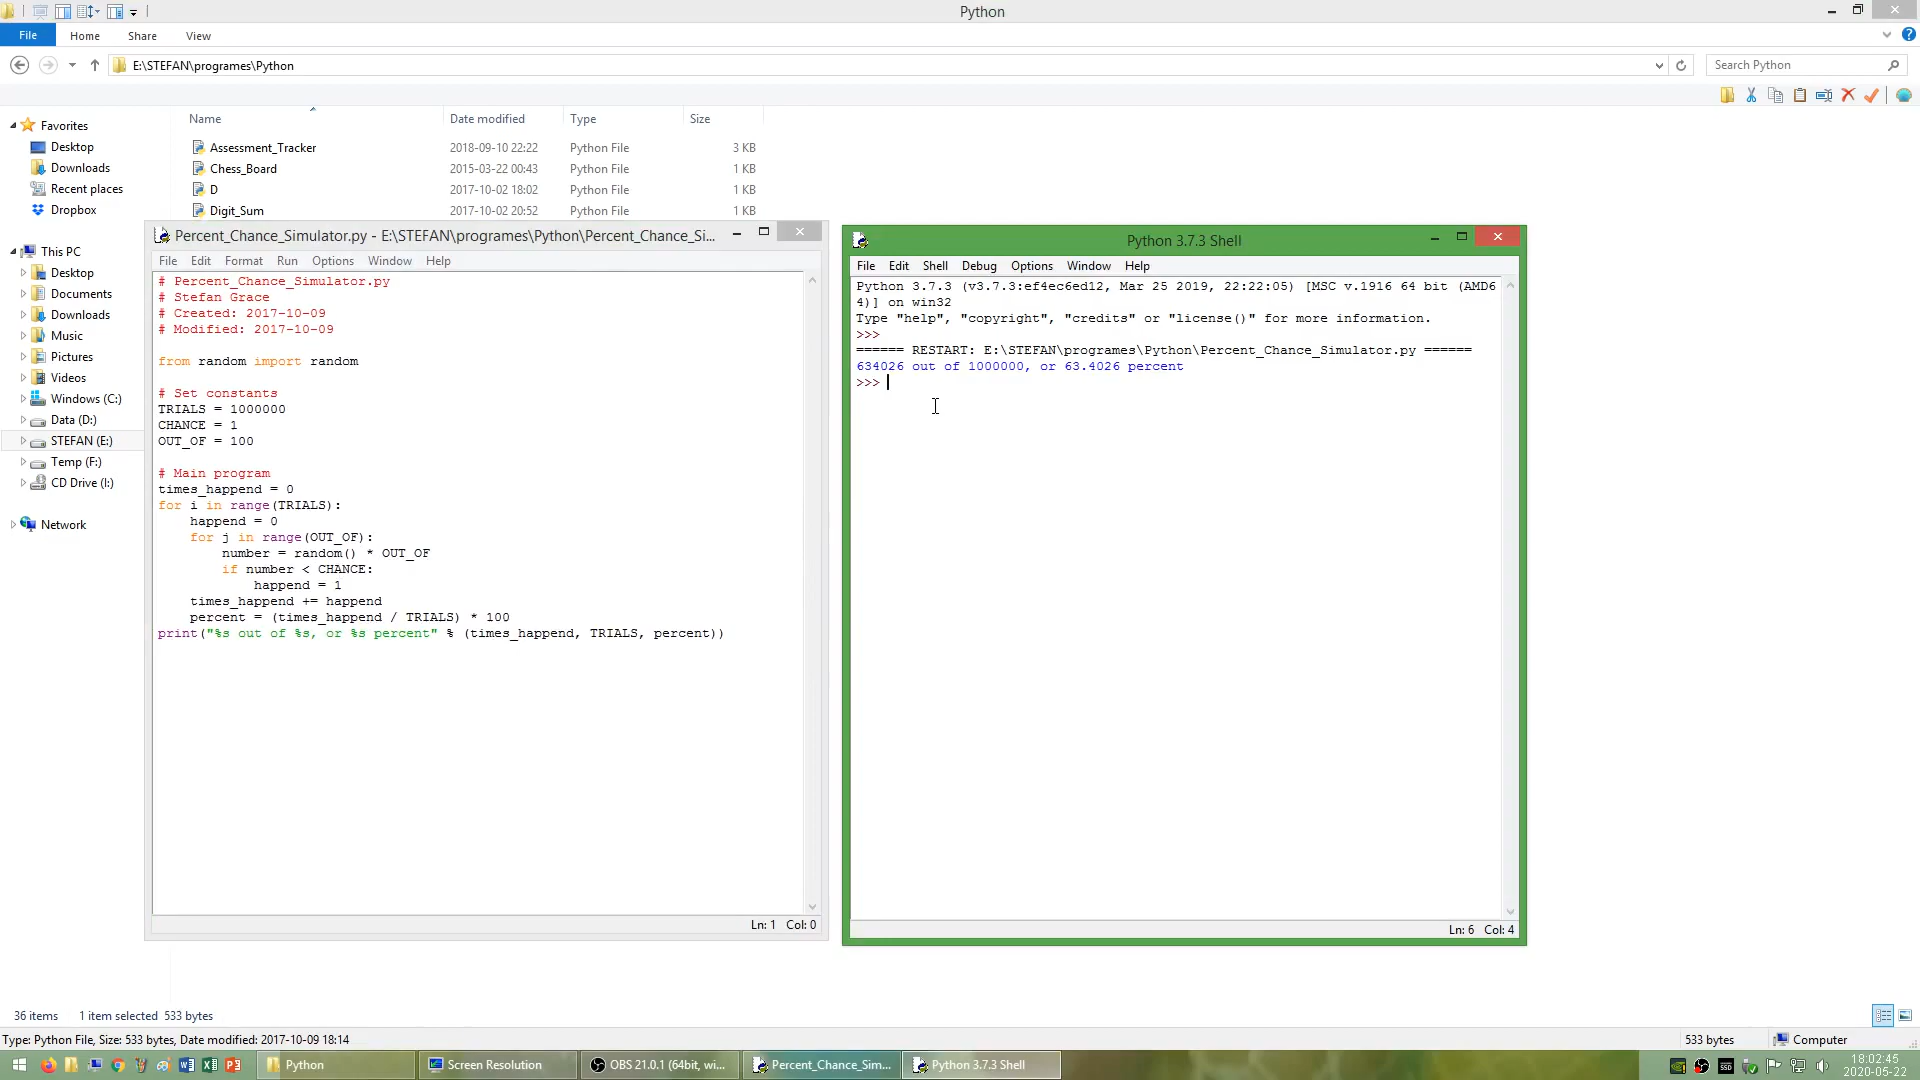 Python
File Home Share View
E:\STEFAN\programes\Python
Search Python
Name Date modified Type Size
Favorites
Desktop
Downloads
Recent places
Dropbox
This PC
Desktop
Documents
Downloads
Music
Pictures
Videos
Windows (C:)
Data (D:)
STEFAN (E:)
Temp (F:)
CD Drive (I:)
Network
Assessment_Tracker 2018-09-10 22:22 Python File 3 KB
Chess_Board 2015-03-22 00:43 Python File 1 KB
D 2017-10-02 18:02 Python File 1 KB
Digit_Sum 2017-10-02 20:52 Python File 1 KB
Percent_Chance_Simulator.py - E:\STEFAN\programes\Python\Percent_Chance_Si...
File Edit Format Run Options Window Help
# Percent_Chance_Simulator.py
# Stefan Grace
# Created: 2017-10-09
# Modified: 2017-10-09
from random import random
# Set constants
TRIALS = 1000000
CHANCE = 1
OUT_OF = 100
# Main program
times_happend = 0
for i in range(TRIALS):
    happend = 0
    for j in range(OUT_OF):
        number = random() * OUT_OF
        if number < CHANCE:
            happend = 1
    times_happend += happend
    percent = (times_happend / TRIALS) * 100
print("%s out of %s, or %s percent" % (times_happend, TRIALS, percent))
Ln: 1 Col: 0
Python 3.7.3 Shell
File Edit Shell Debug Options Window Help
Python 3.7.3 (v3.7.3:ef4ec6ed12, Mar 25 2019, 22:22:05) [MSC v.1916 64 bit (AMD6
4)] on win32
Type "help", "copyright", "credits" or "license()" for more information.
>>>
====== RESTART: E:\STEFAN\programes\Python\Percent_Chance_Simulator.py ======
634026 out of 1000000, or 63.4026 percent
>>>
Ln: 6 Col: 4
36 items 1 item selected 533 bytes
Type: Python File, Size: 533 bytes, Date modified: 2017-10-09 18:14
533 bytes Computer
Python
Screen Resolution
OBS 21.0.1 (64bit, wi...
Percent_Chance_Sim...
Python 3.7.3 Shell
SSD
18:02:45
2020-05-22